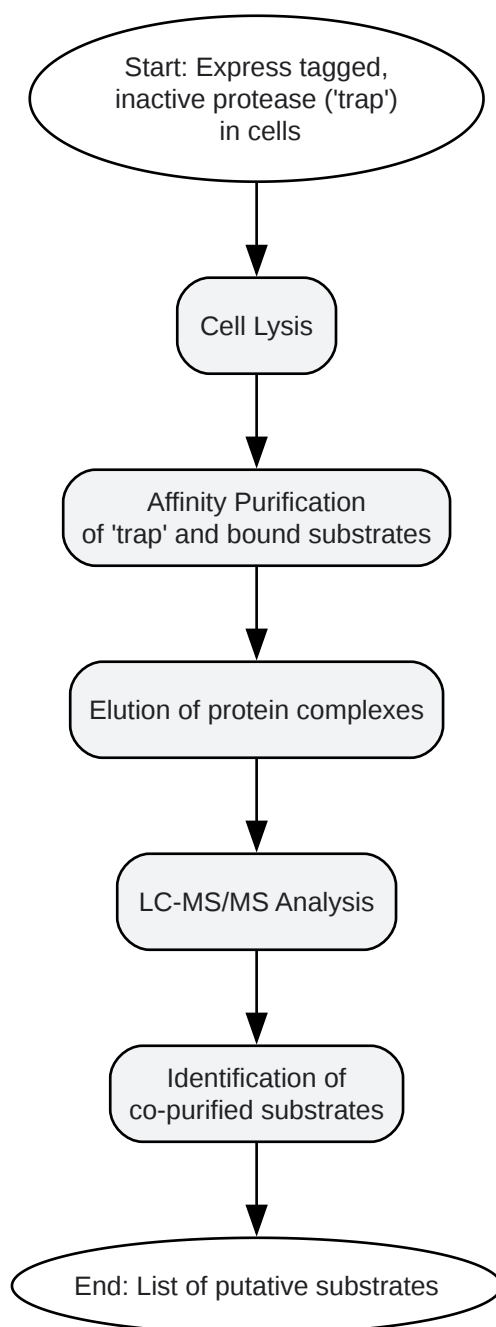 Start: Express tagged,
inactive protease ('trap')
in cells
Cell Lysis
Affinity Purification
of 'trap' and bound substrates
Elution of protein complexes
LC-MS/MS Analysis
Identification of
co-purified substrates
End: List of putative substrates